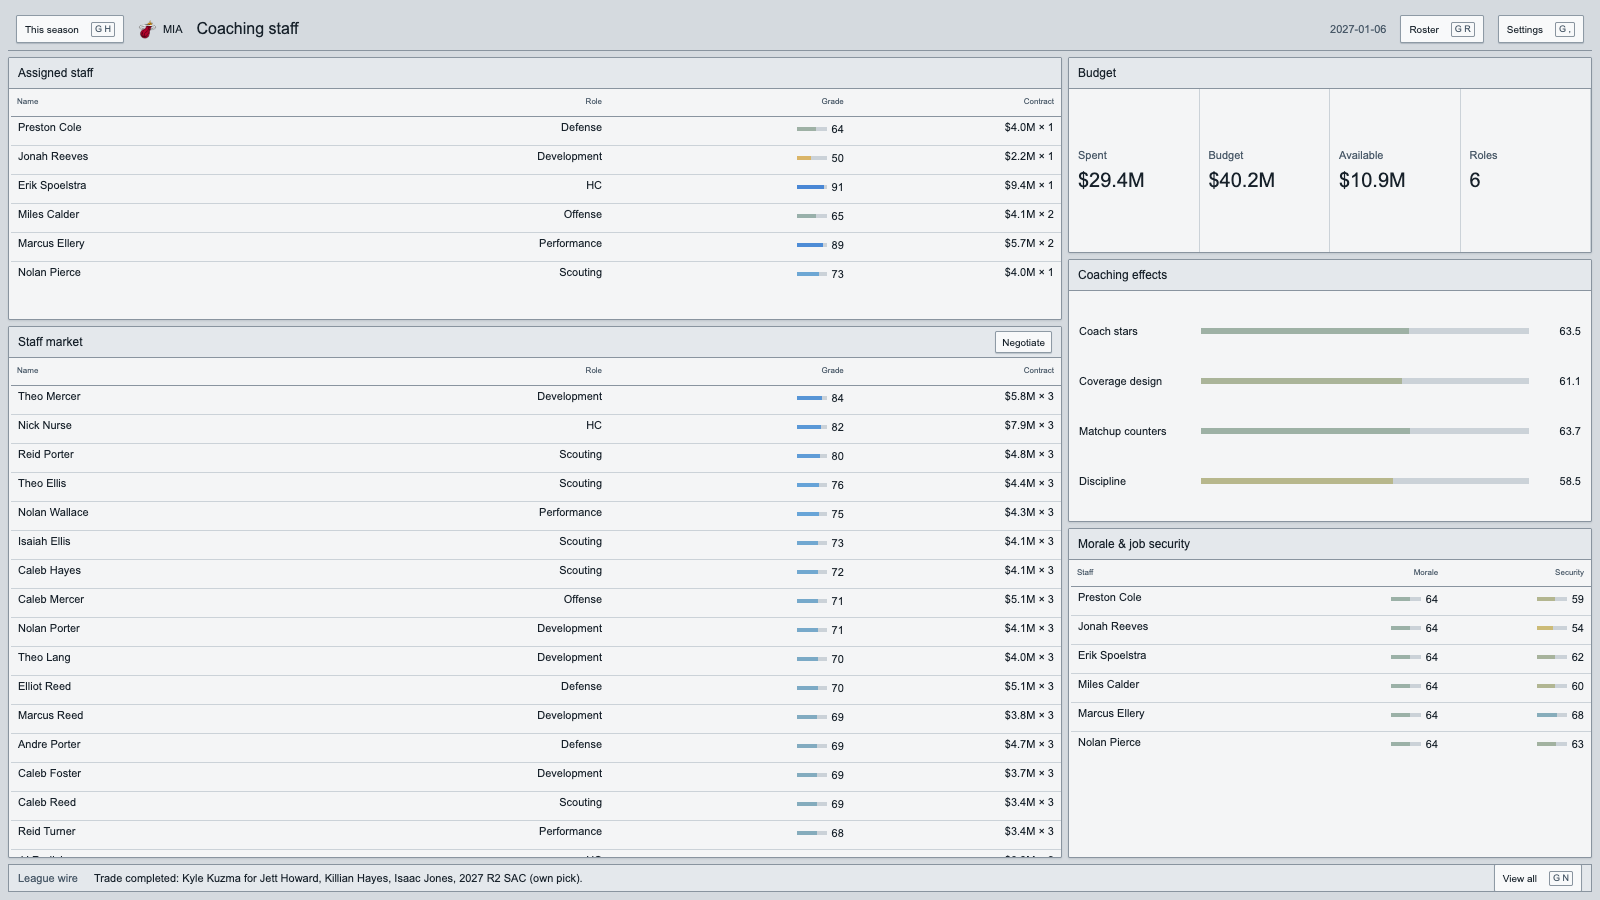 This season G H MIA Coaching staff 2027-01-06 Roster G R Settings G ,
Assigned staff
Name Role Grade Contract
Preston Cole Defense 64 $4.0M × 1
Jonah Reeves Development 50 $2.2M × 1
Erik Spoelstra HC 91 $9.4M × 1
Miles Calder Offense 65 $4.1M × 2
Marcus Ellery Performance 89 $5.7M × 2
Nolan Pierce Scouting 73 $4.0M × 1
Staff market Negotiate
Name Role Grade Contract
Theo Mercer Development 84 $5.8M × 3
Nick Nurse HC 82 $7.9M × 3
Reid Porter Scouting 80 $4.8M × 3
Theo Ellis Scouting 76 $4.4M × 3
Nolan Wallace Performance 75 $4.3M × 3
Isaiah Ellis Scouting 73 $4.1M × 3
Caleb Hayes Scouting 72 $4.1M × 3
Caleb Mercer Offense 71 $5.1M × 3
Nolan Porter Development 71 $4.1M × 3
Theo Lang Development 70 $4.0M × 3
Elliot Reed Defense 70 $5.1M × 3
Marcus Reed Development 69 $3.8M × 3
Andre Porter Defense 69 $4.7M × 3
Caleb Foster Development 69 $3.7M × 3
Caleb Reed Scouting 69 $3.4M × 3
Reid Turner Performance 68 $3.4M × 3
Budget
Spent Budget Available Roles
$29.4M $40.2M $10.9M 6
Coaching effects
Coach stars 63.5
Coverage design 61.1
Matchup counters 63.7
Discipline 58.5
Morale & job security
Staff Morale Security
Preston Cole 64 59
Jonah Reeves 64 54
Erik Spoelstra 64 62
Miles Calder 64 60
Marcus Ellery 64 68
Nolan Pierce 64 63
League wire Trade completed: Kyle Kuzma for Jett Howard, Killian Hayes, Isaac Jones, 2027 R2 SAC (own pick). View all G N